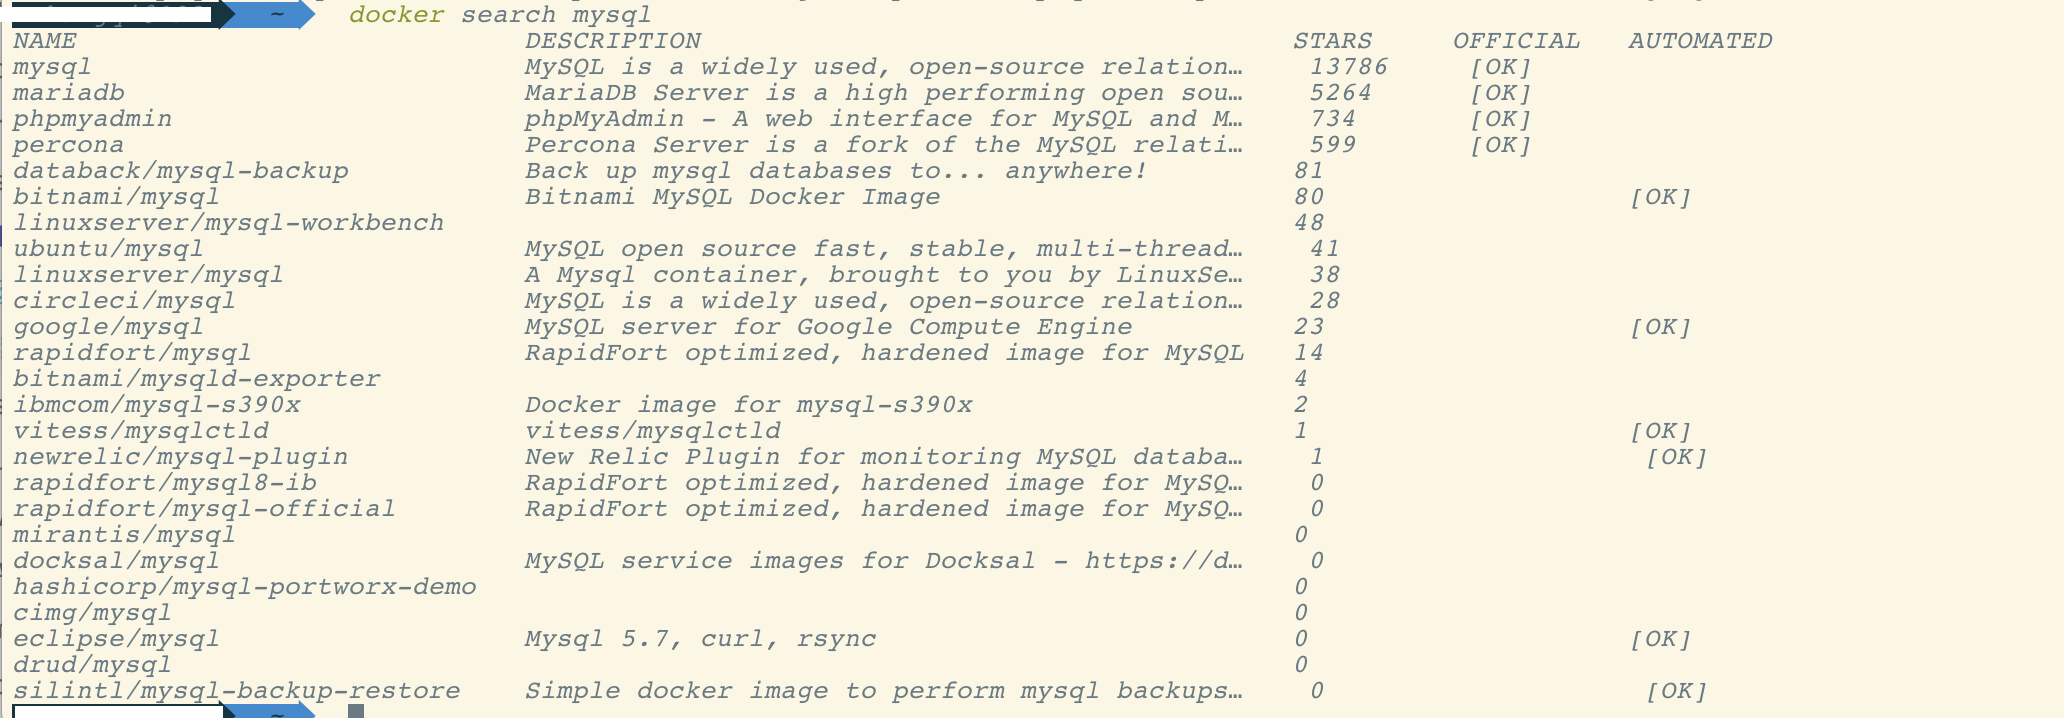 ~ docker search mysql
NAME DESCRIPTION STARS OFFICIAL AUTOMATED
mysql MySQL is a widely used, open-source relation… 13786 [OK]
mariadb MariaDB Server is a high performing open sou… 5264 [OK]
phpmyadmin phpMyAdmin - A web interface for MySQL and M… 734 [OK]
percona Percona Server is a fork of the MySQL relati… 599 [OK]
databack/mysql-backup Back up mysql databases to... anywhere! 81
bitnami/mysql Bitnami MySQL Docker Image 80 [OK]
linuxserver/mysql-workbench 48
ubuntu/mysql MySQL open source fast, stable, multi-thread… 41
linuxserver/mysql A Mysql container, brought to you by LinuxSe… 38
circleci/mysql MySQL is a widely used, open-source relation… 28
google/mysql MySQL server for Google Compute Engine 23 [OK]
rapidfort/mysql RapidFort optimized, hardened image for MySQL 14
bitnami/mysqld-exporter 4
ibmcom/mysql-s390x Docker image for mysql-s390x 2
vitess/mysqlctld vitess/mysqlctld 1 [OK]
newrelic/mysql-plugin New Relic Plugin for monitoring MySQL databa… 1 [OK]
rapidfort/mysql8-ib RapidFort optimized, hardened image for MySQ… 0
rapidfort/mysql-official RapidFort optimized, hardened image for MySQ… 0
mirantis/mysql 0
docksal/mysql MySQL service images for Docksal - https://d… 0
hashicorp/mysql-portworx-demo 0
cimg/mysql 0
eclipse/mysql Mysql 5.7, curl, rsync 0 [OK]
drud/mysql 0
silintl/mysql-backup-restore Simple docker image to perform mysql backups… 0 [OK]
~